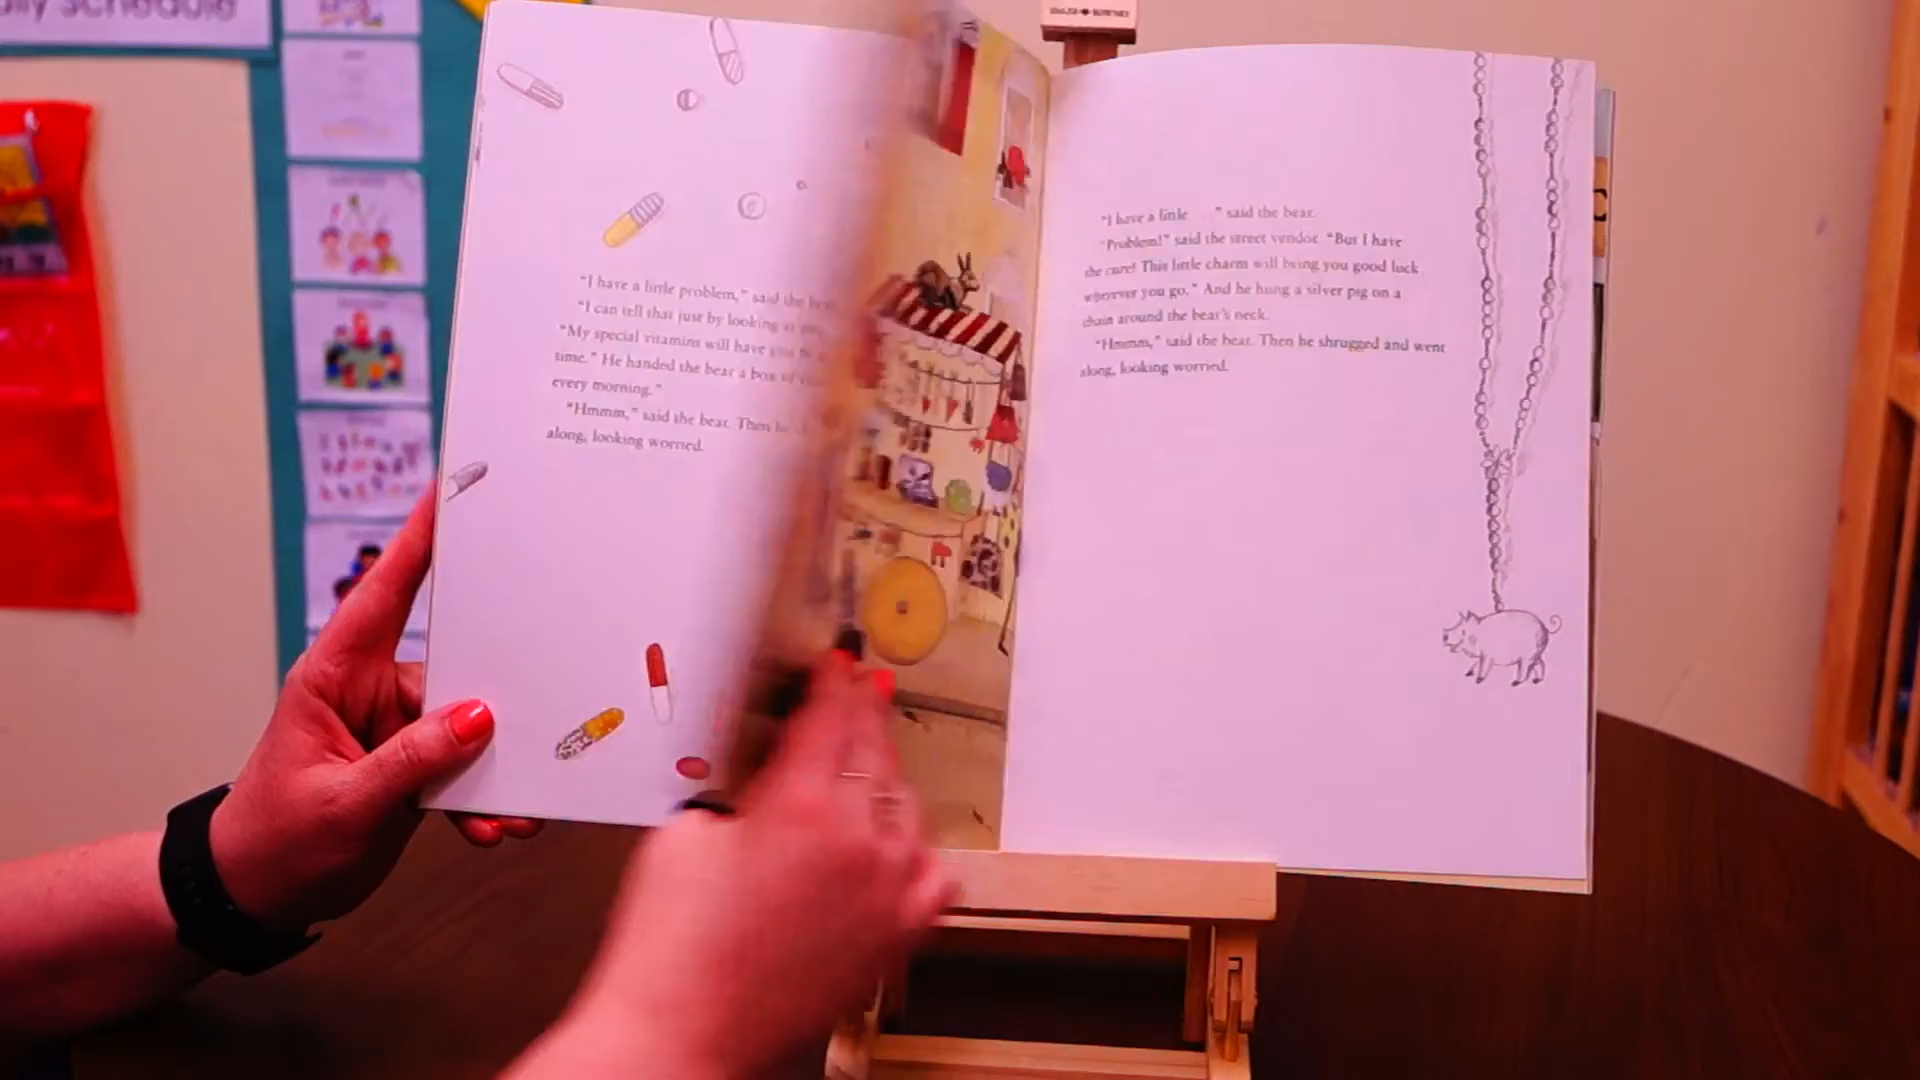 ily Schedule
"I have a little problem," said the
"I can tell that just by looking at
"My special vitamins will have you
time." He handed the bear a box of
every morning."
"Hmmm," said the bear. Then he
along, looking worried.
"I have a little . . ." said the bear.
"Problem!" said the street vendor. "But I have
the cure! This little charm will bring you good luck
wherever you go." And he hung a silver pig on a
chain around the bear's neck.
"Hmmm," said the bear. Then he shrugged and went
along, looking worried.